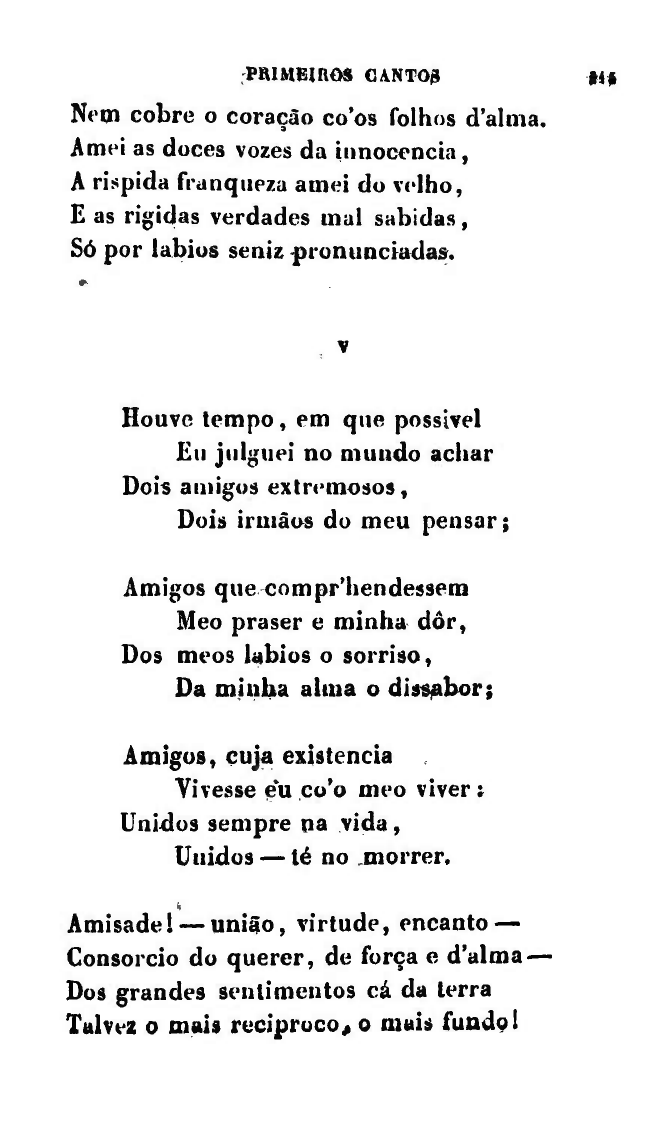 PRIMEIROS CANTOS 215
Nem cobre o coração co'os folhos d'alma.
Amei as doces vozes da innocencia,
A rispida franqueza amei do velho,
E as rigidas verdades mal sabidas,
Só por labios seniz pronunciadas.
V
Houve tempo, em que possivel
Eu julguei no mundo achar
Dois amigos extremosos,
Dois irmãos do meu pensar;
Amigos que compr'hendessem
Meo praser e minha dôr,
Dos meos labios o sorriso,
Da minha alma o dissabor;
Amigos, cuja existencia
Vivesse eu co'o meo viver:
Unidos sempre na vida,
Unidos — té no morrer.
Amisade! — união, virtude, encanto —
Consorcio do querer, de força e d'alma —
Dos grandes sentimentos cá da terra
Talvez o mais reciproco, o mais fundo!